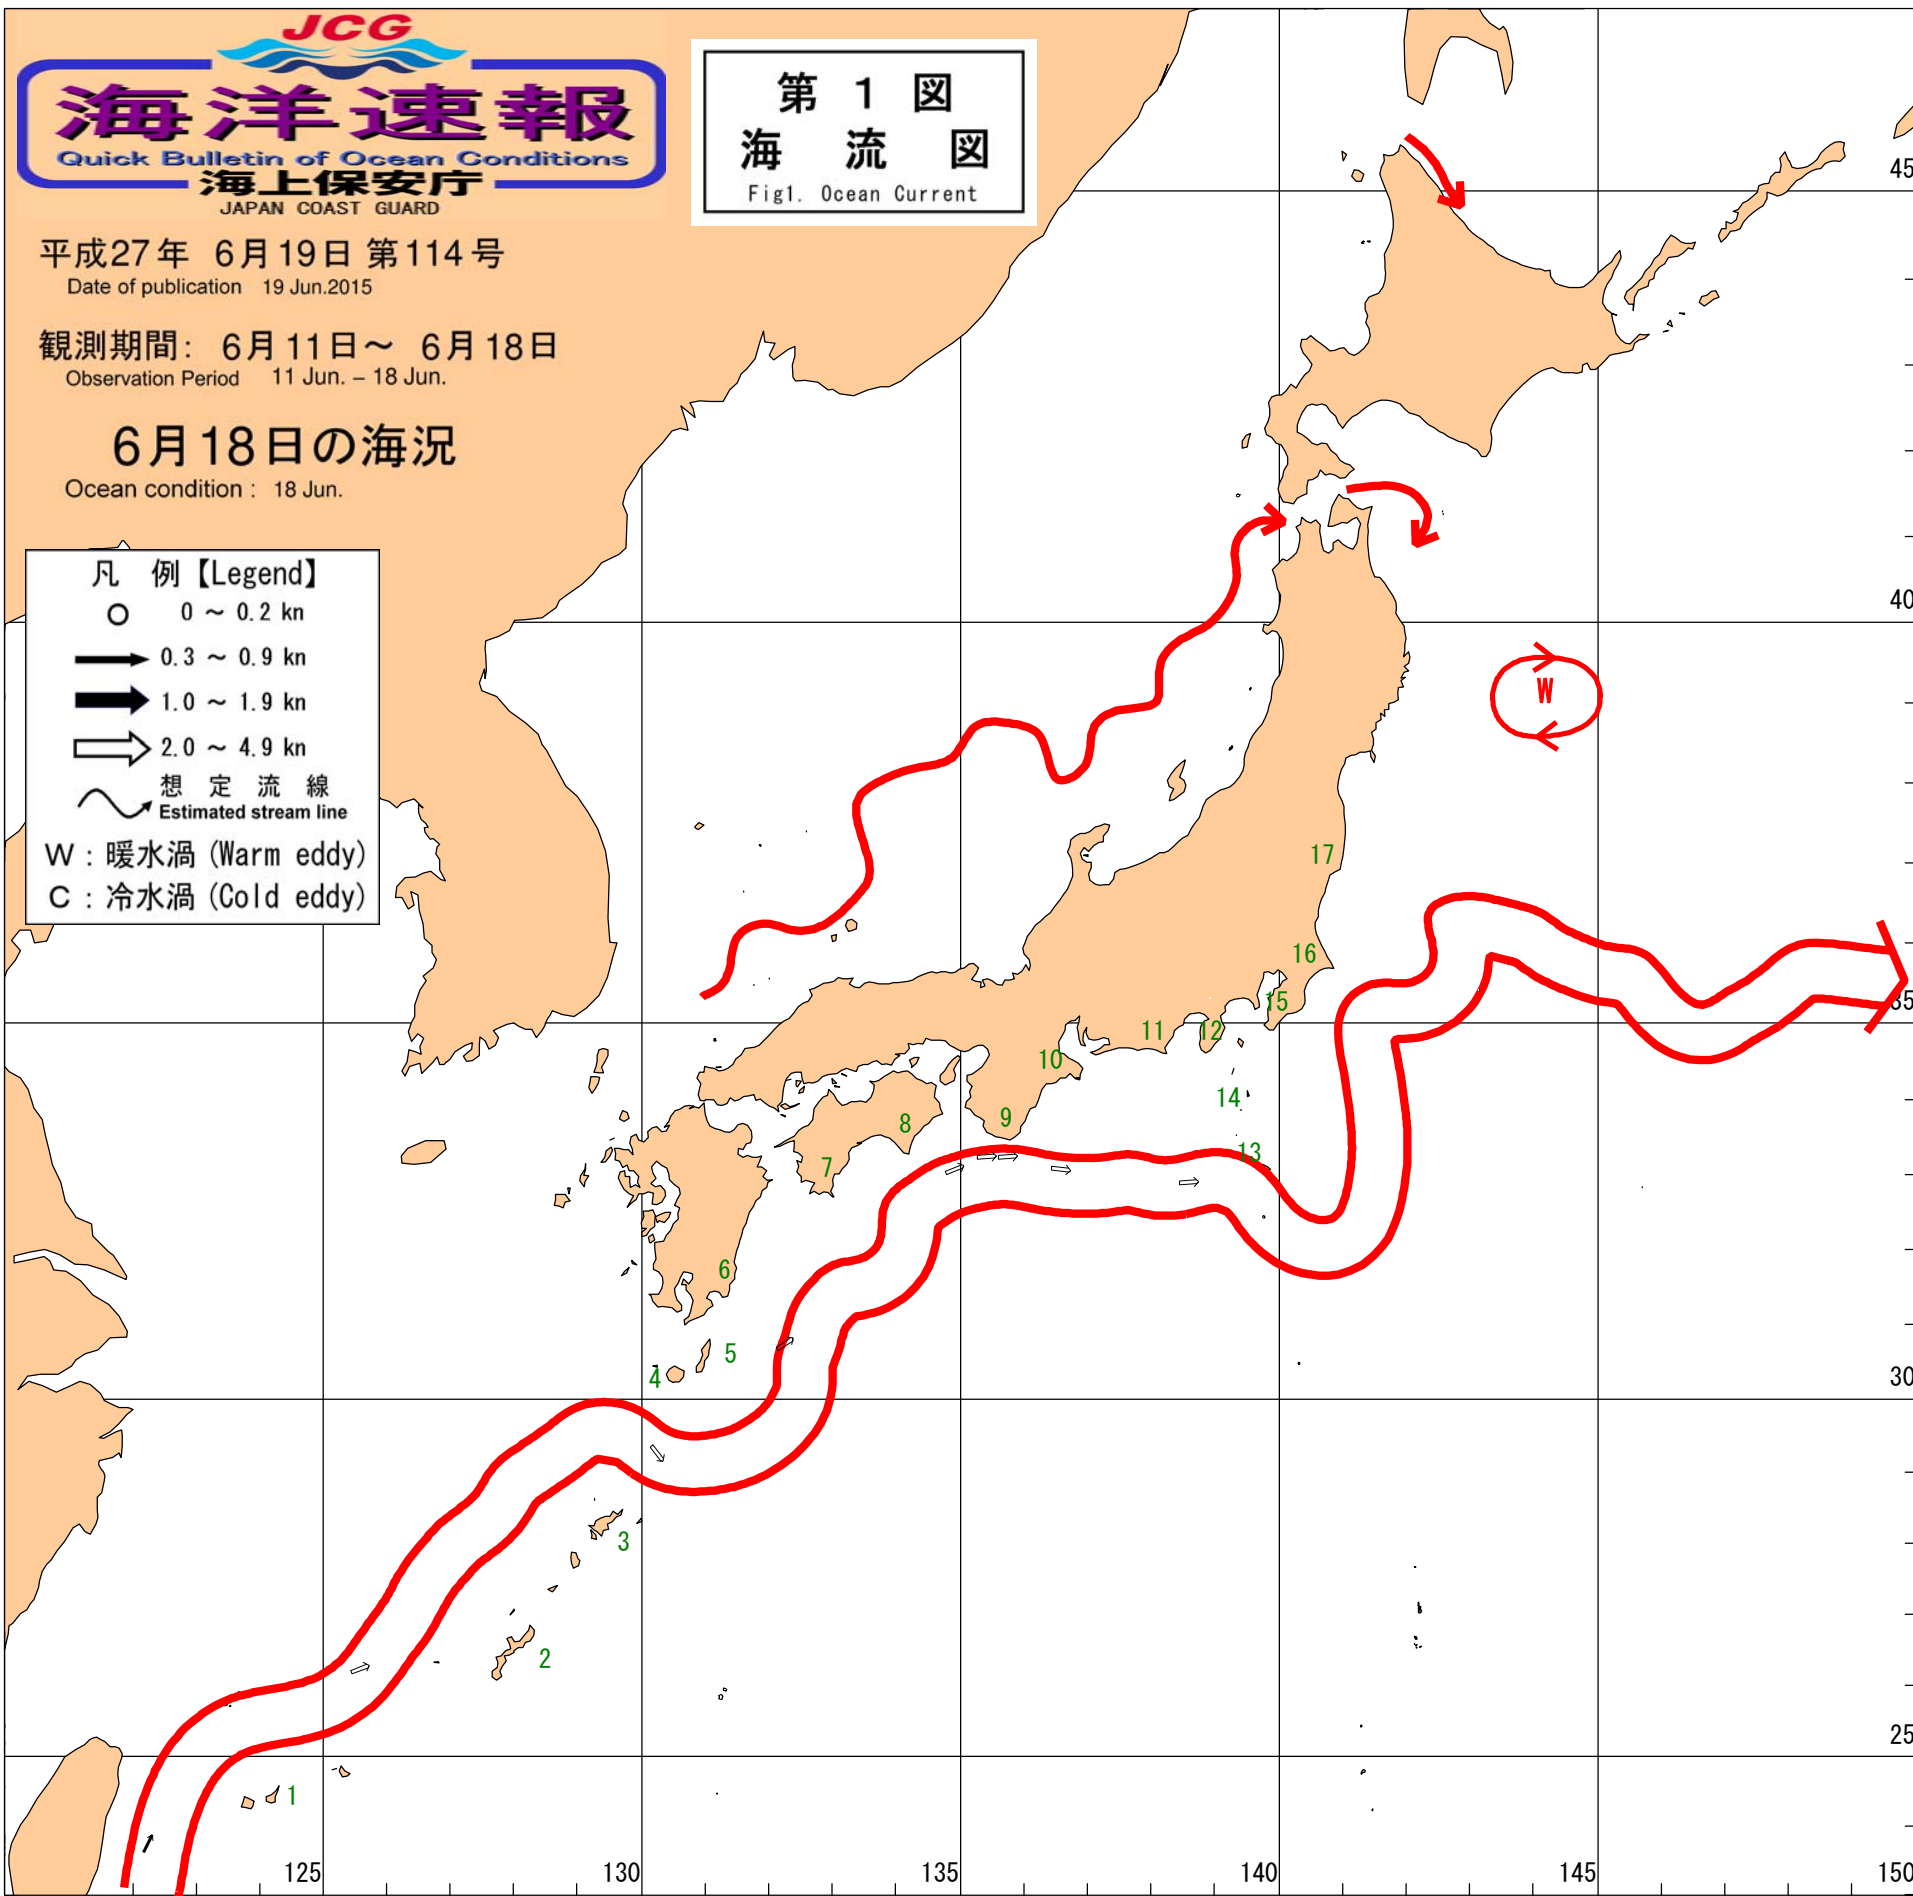 JCG
海洋速報
Quick Bulletin of Ocean Conditions
海上保安庁
JAPAN COAST GUARD
第 1 図
海 流 図
Fig1. Ocean Current
平成27年 6月19日 第114号
Date of publication 19 Jun.2015
観測期間: 6月11日～ 6月18日
Observation Period 11 Jun. – 18 Jun.
6月18日の海況
Ocean condition : 18 Jun.
凡 例【Legend】
0 ～ 0.2 kn
0.3 ～ 0.9 kn
1.0 ～ 1.9 kn
2.0 ～ 4.9 kn
想 定 流 線
Estimated stream line
W : 暖水渦 (Warm eddy)
C : 冷水渦 (Cold eddy)
45
40
W
17
16
35
15
12
11
10
14
9
8
13
7
6
5
4
30
3
2
25
1
125
130
135
140
145
150